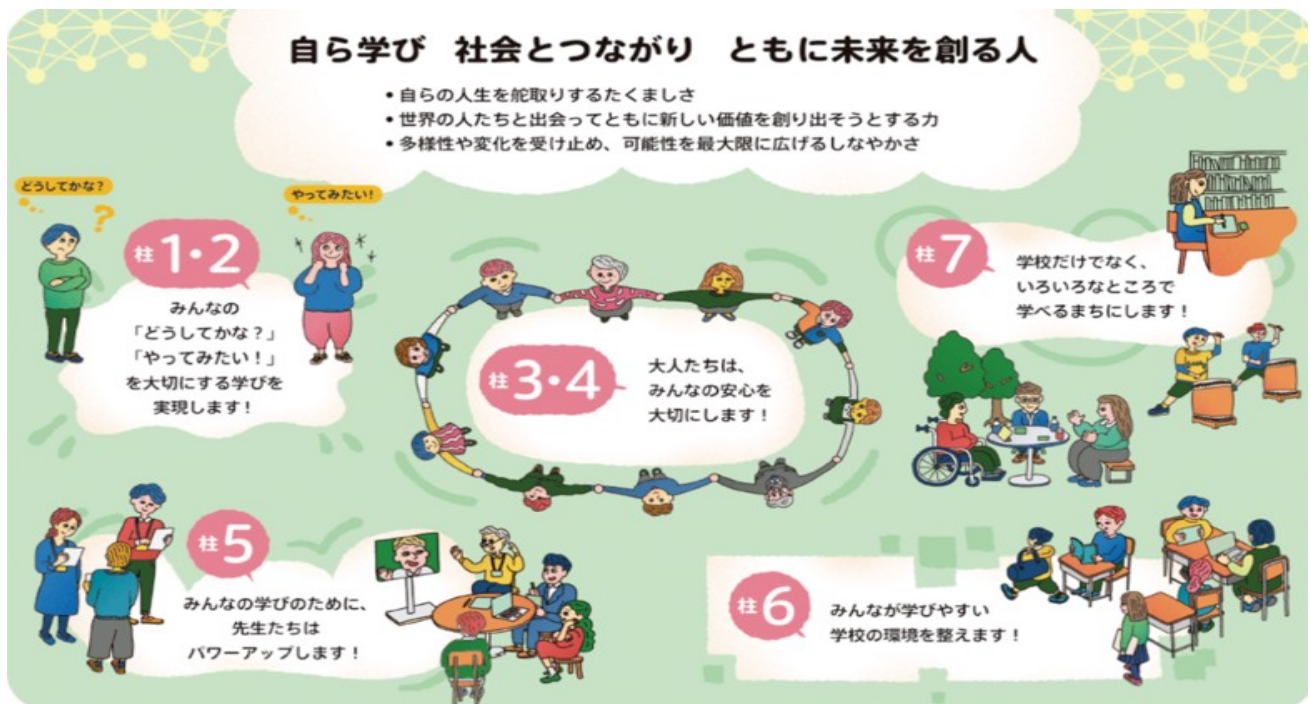 自ら学び　社会とつながり　ともに未来を創る人
• 自らの人生を舵取りするたくましさ
• 世界の人たちと出会ってともに新しい価値を創り出そうとする力
• 多様性や変化を受け止め、可能性を最大限に広げるしなやかさ
どうしてかな？
?
やってみたい！
柱1・2
みんなの
「どうしてかな？」
「やってみたい！」
を大切にする学びを
実現します！
柱3・4
大人たちは、
みんなの安心を
大切にします！
柱7
学校だけでなく、
いろいろなところで
学べるまちにします！
柱5
みんなの学びのために、
先生たちは
パワーアップします！
柱6
みんなが学びやすい
学校の環境を整えます！